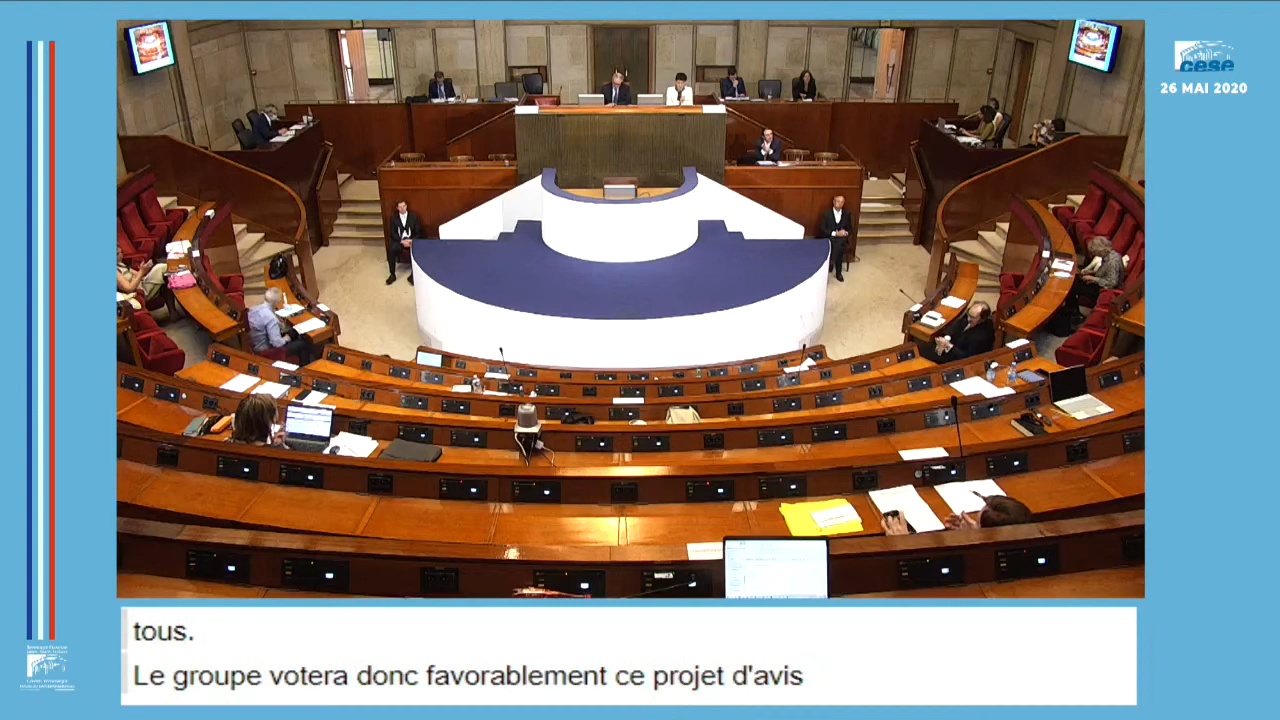 cese
26 MAI 2020
tous.
Le groupe votera donc favorablement ce projet d'avis